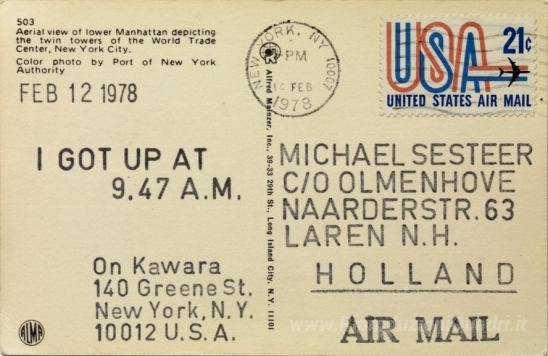 503
Aerial view of lower Manhattan depicting
the twin towers of the World Trade
Center, New York City.
Color photo by Port of New York
Authority
FEB 12 1978
I GOT UP AT
9.47 A.M.
On Kawara
140 Greene St.
New York, N.Y.
10012 U.S.A.
ALMA
Alfred Mainzer, Inc., 39-33 29th St., Long Island City, N.Y. 11101
NEW YORK, NY 10007
PM
FEB
1978
USA 21c
UNITED STATES AIR MAIL
MICHAEL SESTEER
C/O OLMENHOVE
NAARDERSTR. 63
LAREN N.H.
HOLLAND
AIR MAIL